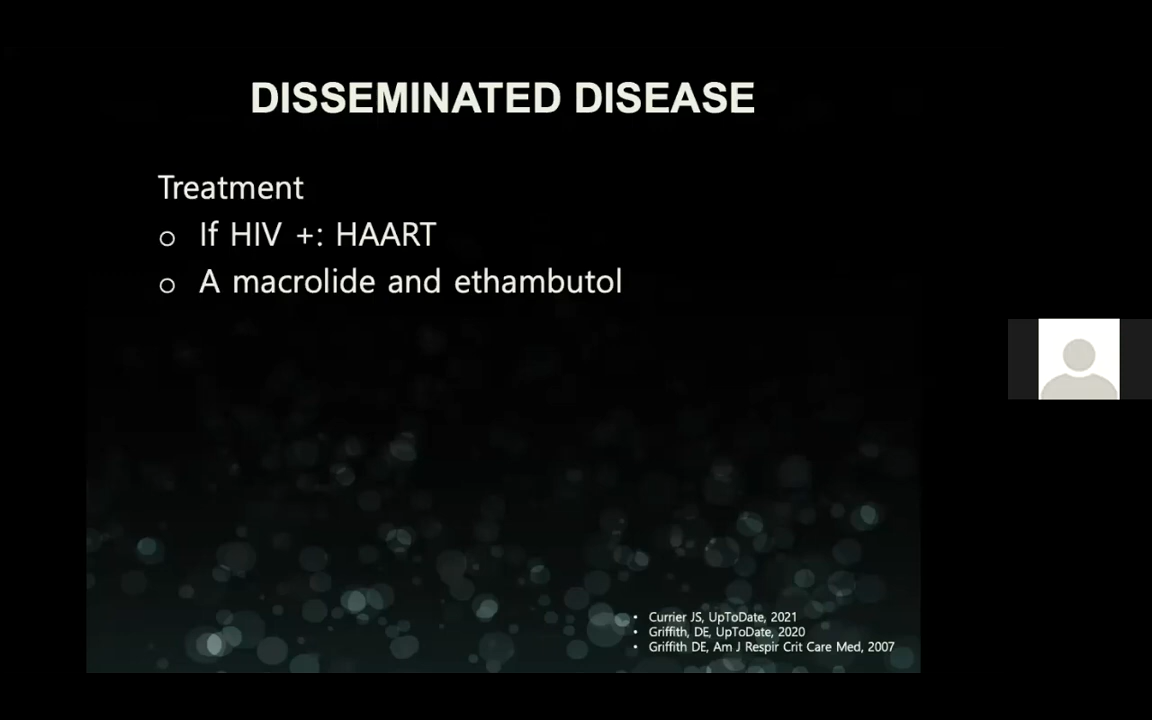 DISSEMINATED DISEASE
Treatment
o If HIV +: HAART
o A macrolide and ethambutol
• Currier JS, UpToDate, 2021
• Griffith, DE, UpToDate, 2020
• Griffith DE, Am J Respir Crit Care Med, 2007